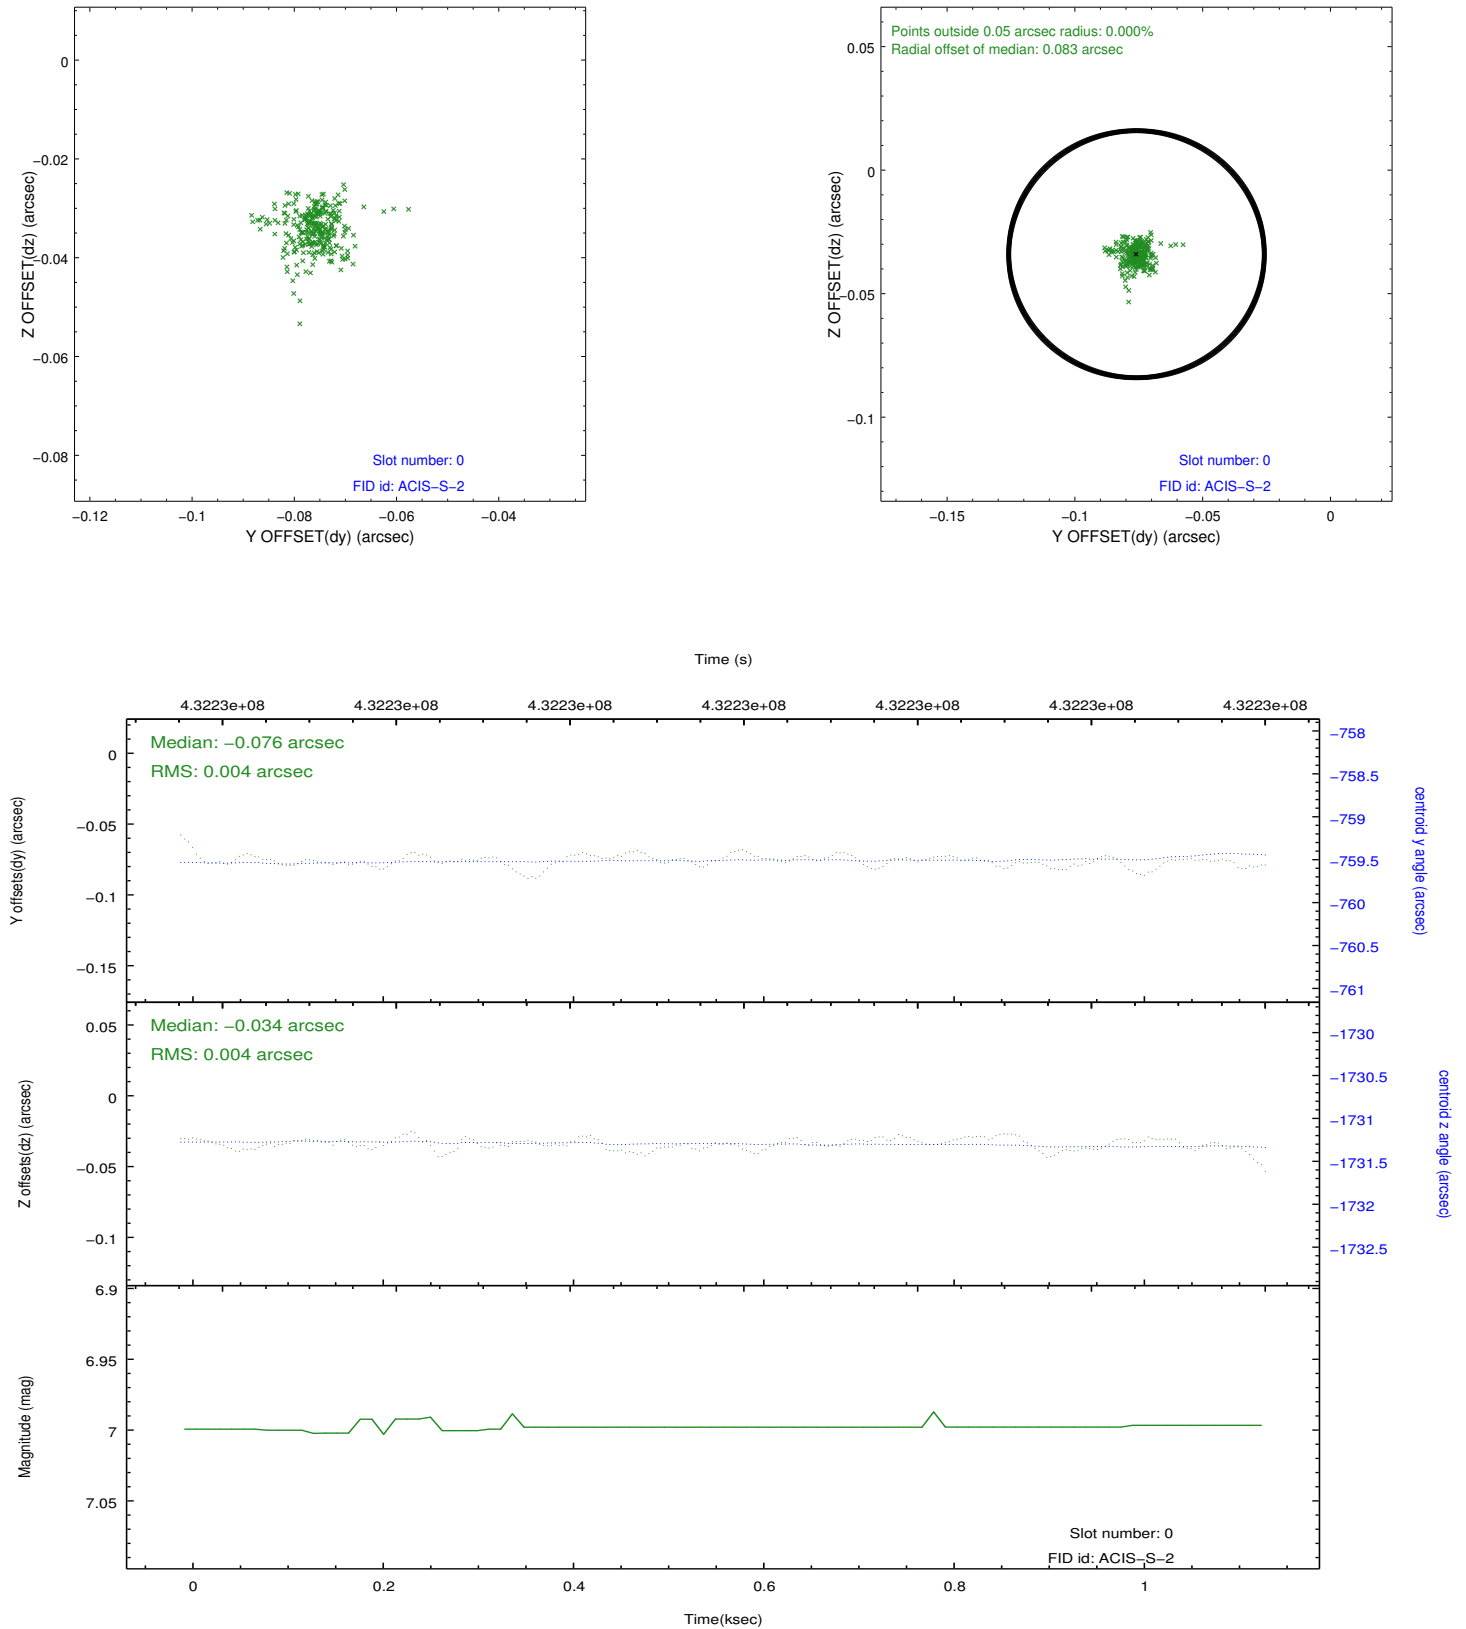 0
−0.02
−0.04
−0.06
−0.08
Z OFFSET(dz) (arcsec)
Slot number: 0
FID id: ACIS−S−2
−0.12
−0.1
−0.08
−0.06
−0.04
Y OFFSET(dy) (arcsec)
Points outside 0.05 arcsec radius: 0.000%
Radial offset of median: 0.083 arcsec
0.05
0
−0.05
−0.1
Z OFFSET(dz) (arcsec)
Slot number: 0
FID id: ACIS−S−2
−0.15
−0.1
−0.05
0
Y OFFSET(dy) (arcsec)
Time (s)
4.3223e+08
4.3223e+08
4.3223e+08
4.3223e+08
4.3223e+08
4.3223e+08
4.3223e+08
Median: −0.076 arcsec
RMS: 0.004 arcsec
0
−0.05
−0.1
−0.15
Y offsets(dy) (arcsec)
−758
−758.5
−759
−759.5
−760
−760.5
−761
centroid y angle (arcsec)
Median: −0.034 arcsec
RMS: 0.004 arcsec
0.05
0
−0.05
−0.1
Z offsets(dz) (arcsec)
−1730
−1730.5
−1731
−1731.5
−1732
−1732.5
centroid z angle (arcsec)
6.9
6.95
7
7.05
Magnitude (mag)
Slot number: 0
FID id: ACIS−S−2
0
0.2
0.4
0.6
0.8
1
Time(ksec)